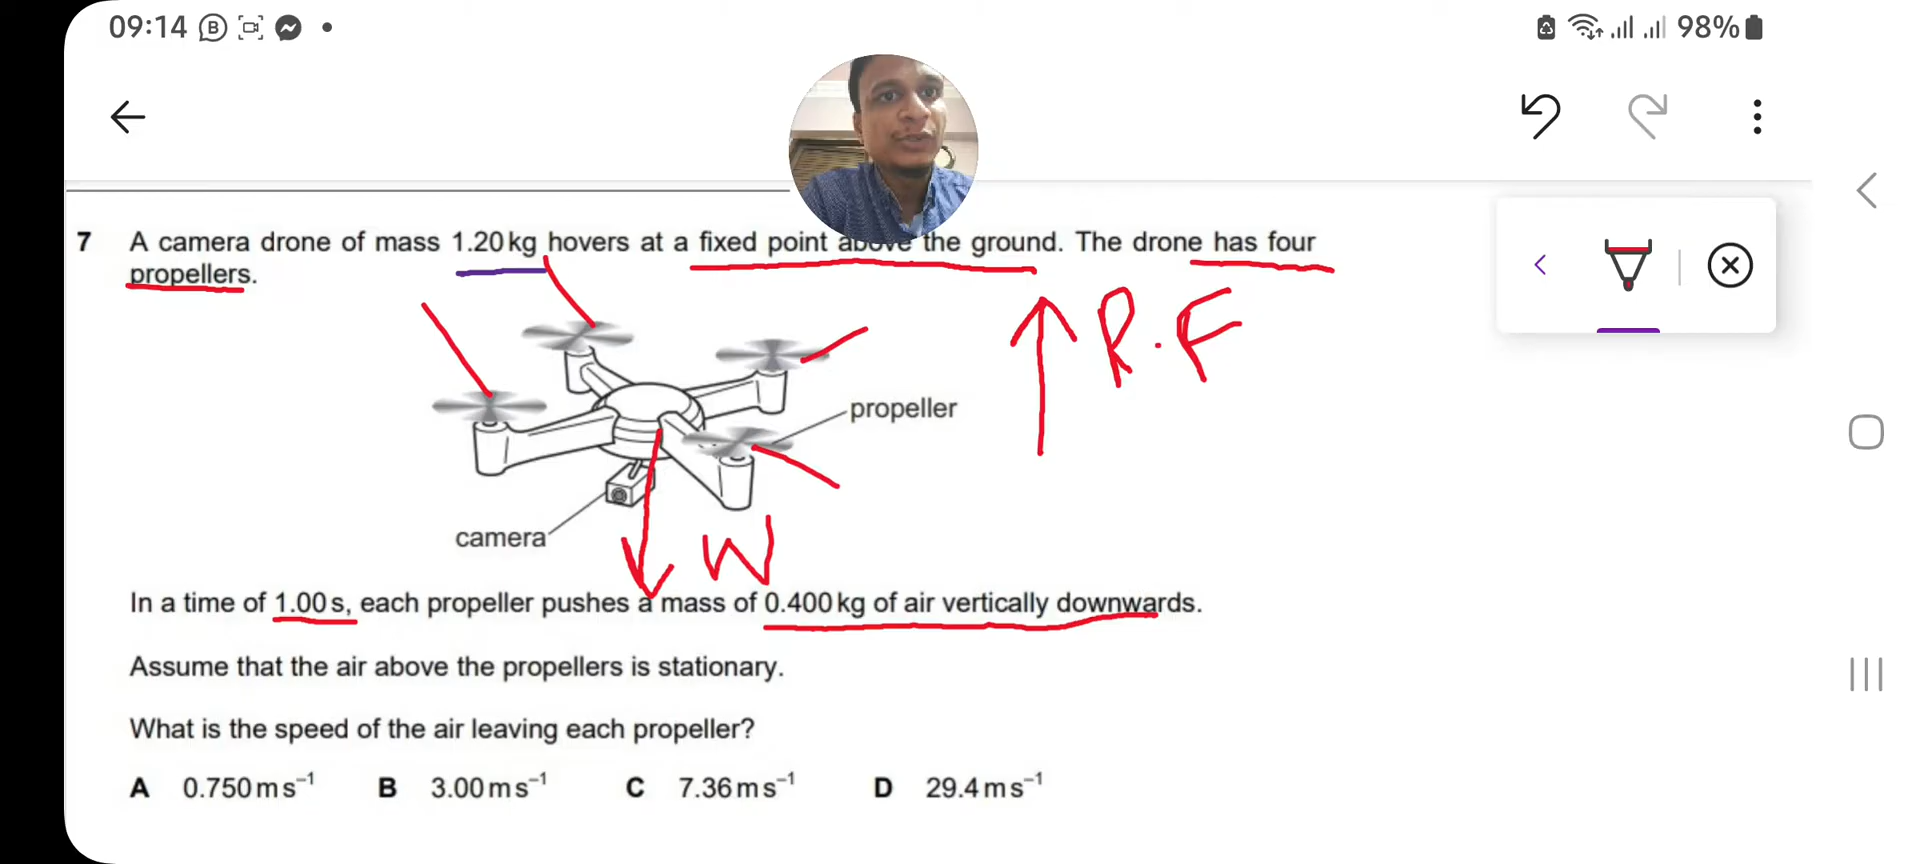 09:14 98%
7 A camera drone of mass 1.20 kg hovers at a fixed point above the ground. The drone has four
propellers.
R.F
propeller
camera
W
In a time of 1.00 s, each propeller pushes a mass of 0.400 kg of air vertically downwards.
Assume that the air above the propellers is stationary.
What is the speed of the air leaving each propeller?
A 0.750 m s⁻¹ B 3.00 m s⁻¹ C 7.36 m s⁻¹ D 29.4 m s⁻¹